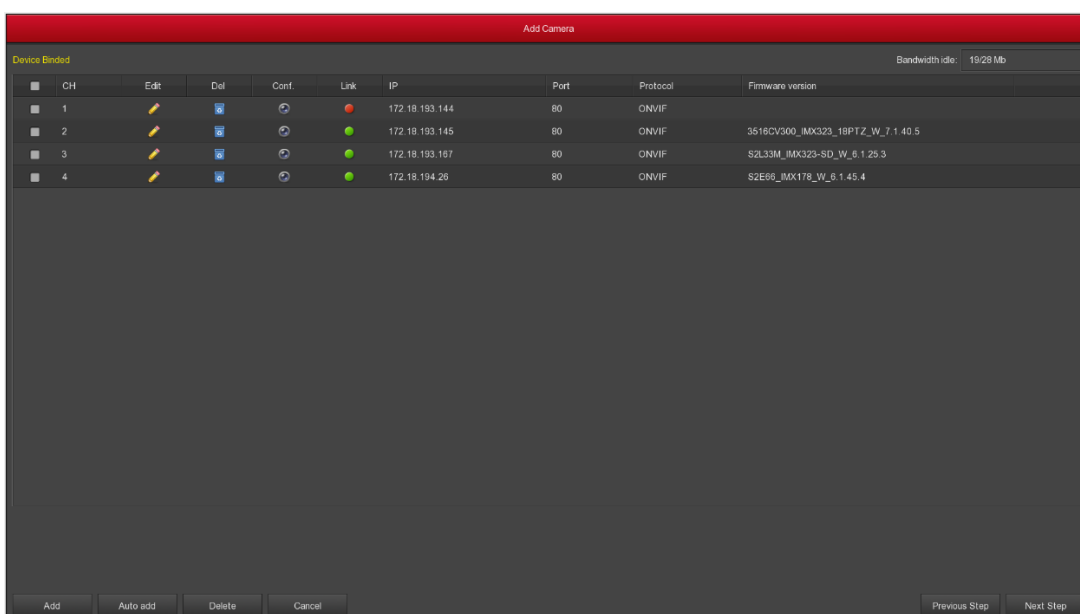 Add Camera
Device Binded
Bandwidth idle: 19/28 Mb
CH Edit Del Conf. Link IP Port Protocol Firmware version
1 172.18.193.144 80 ONVIF
2 172.18.193.145 80 ONVIF 3516CV300_IMX323_18PTZ_W_7.1.40.5
3 172.18.193.167 80 ONVIF S2L33M_IMX323-SD_W_6.1.25.3
4 172.18.194.26 80 ONVIF S2E66_IMX178_W_6.1.45.4
Add Auto add Delete Cancel Previous Step Next Step